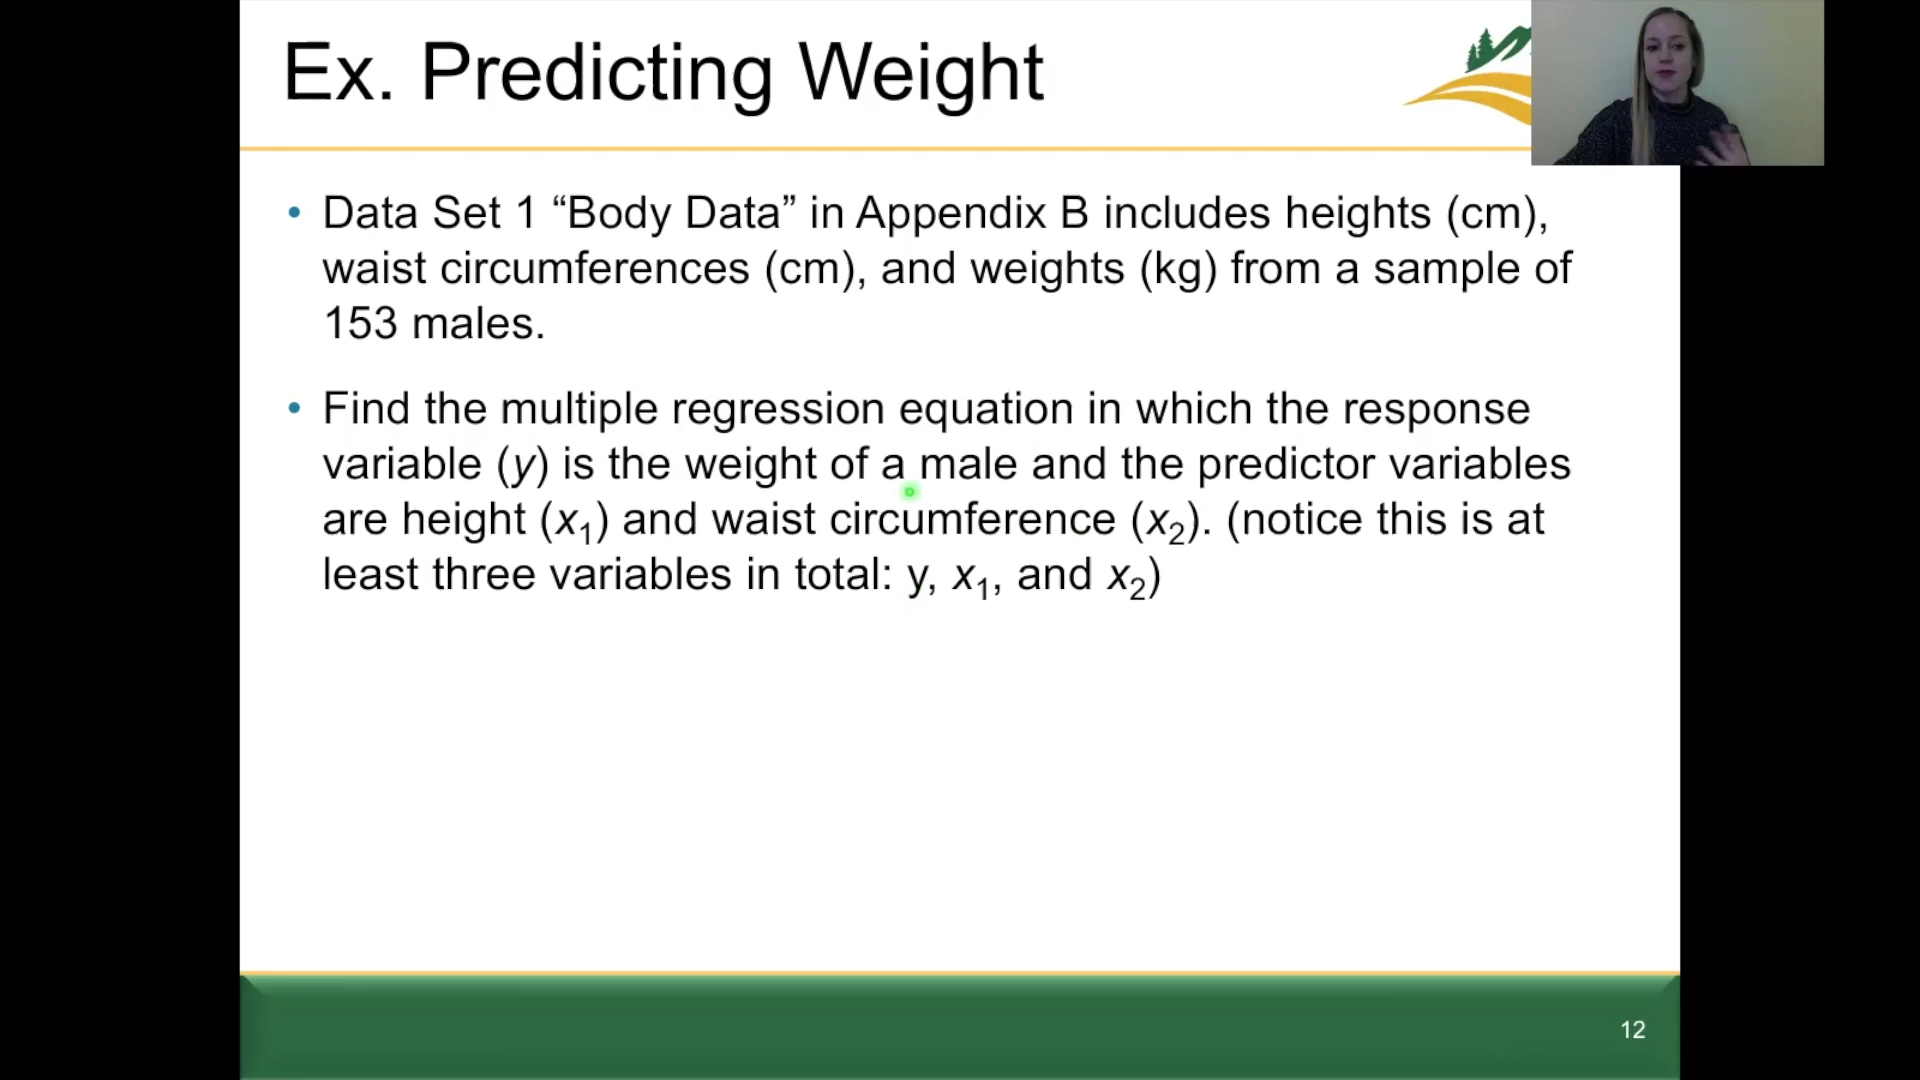 Ex. Predicting Weight
• Data Set 1 “Body Data” in Appendix B includes heights (cm),
waist circumferences (cm), and weights (kg) from a sample of
153 males.
• Find the multiple regression equation in which the response
variable (y) is the weight of a male and the predictor variables
are height (x₁) and waist circumference (x₂). (notice this is at
least three variables in total: y, x₁, and x₂)
12